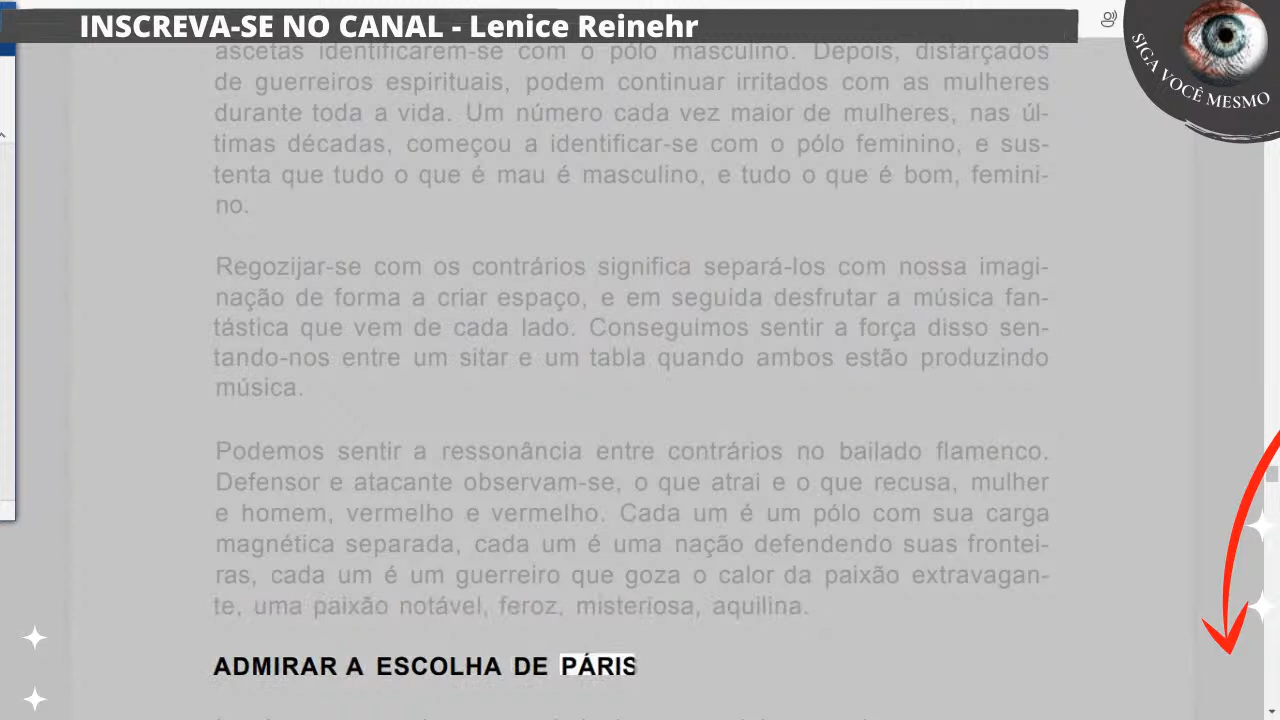 INSCREVA-SE NO CANAL - Lenice Reinehr
SIGA VOCÊ MESMO
ascetas identificarem-se com o pólo masculino. Depois, disfarçados
de guerreiros espirituais, podem continuar irritados com as mulheres
durante toda a vida. Um número cada vez maior de mulheres, nas úl-
timas décadas, começou a identificar-se com o pólo feminino, e sus-
tenta que tudo o que é mau é masculino, e tudo o que é bom, femini-
no.
Regozijar-se com os contrários significa separá-los com nossa imagi-
nação de forma a criar espaço, e em seguida desfrutar a música fan-
tástica que vem de cada lado. Conseguimos sentir a força disso sen-
tando-nos entre um sitar e um tabla quando ambos estão produzindo
música.
Podemos sentir a ressonância entre contrários no bailado flamenco.
Defensor e atacante observam-se, o que atrai e o que recusa, mulher
e homem, vermelho e vermelho. Cada um é um pólo com sua carga
magnética separada, cada um é uma nação defendendo suas frontei-
ras, cada um é um guerreiro que goza o calor da paixão extravagan-
te, uma paixão notável, feroz, misteriosa, aquilina.
ADMIRAR A ESCOLHA DE PÁRIS